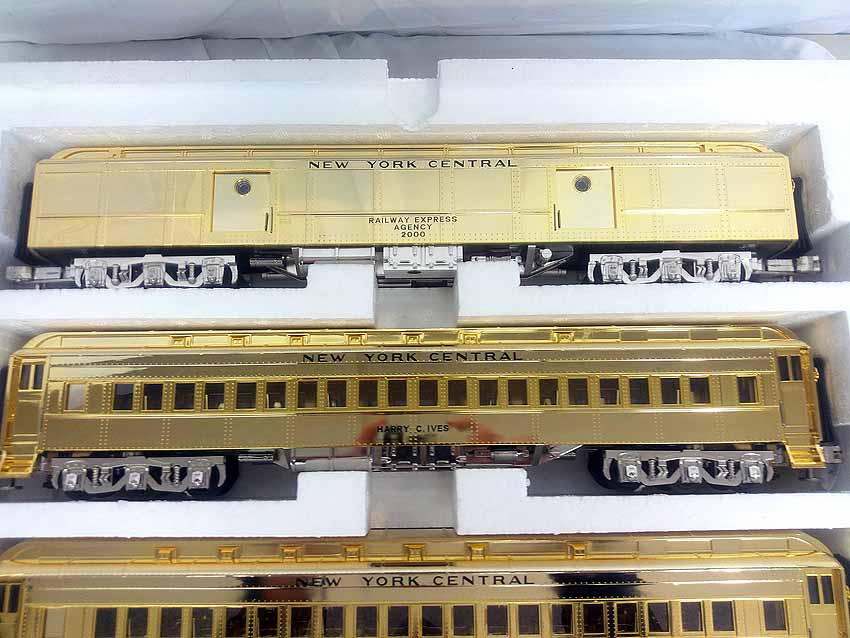 NEW YORK CENTRAL
RAILWAY EXPRESS
AGENCY
2000
NEW YORK CENTRAL
HARRY C. IVES
NEW YORK CENTRAL